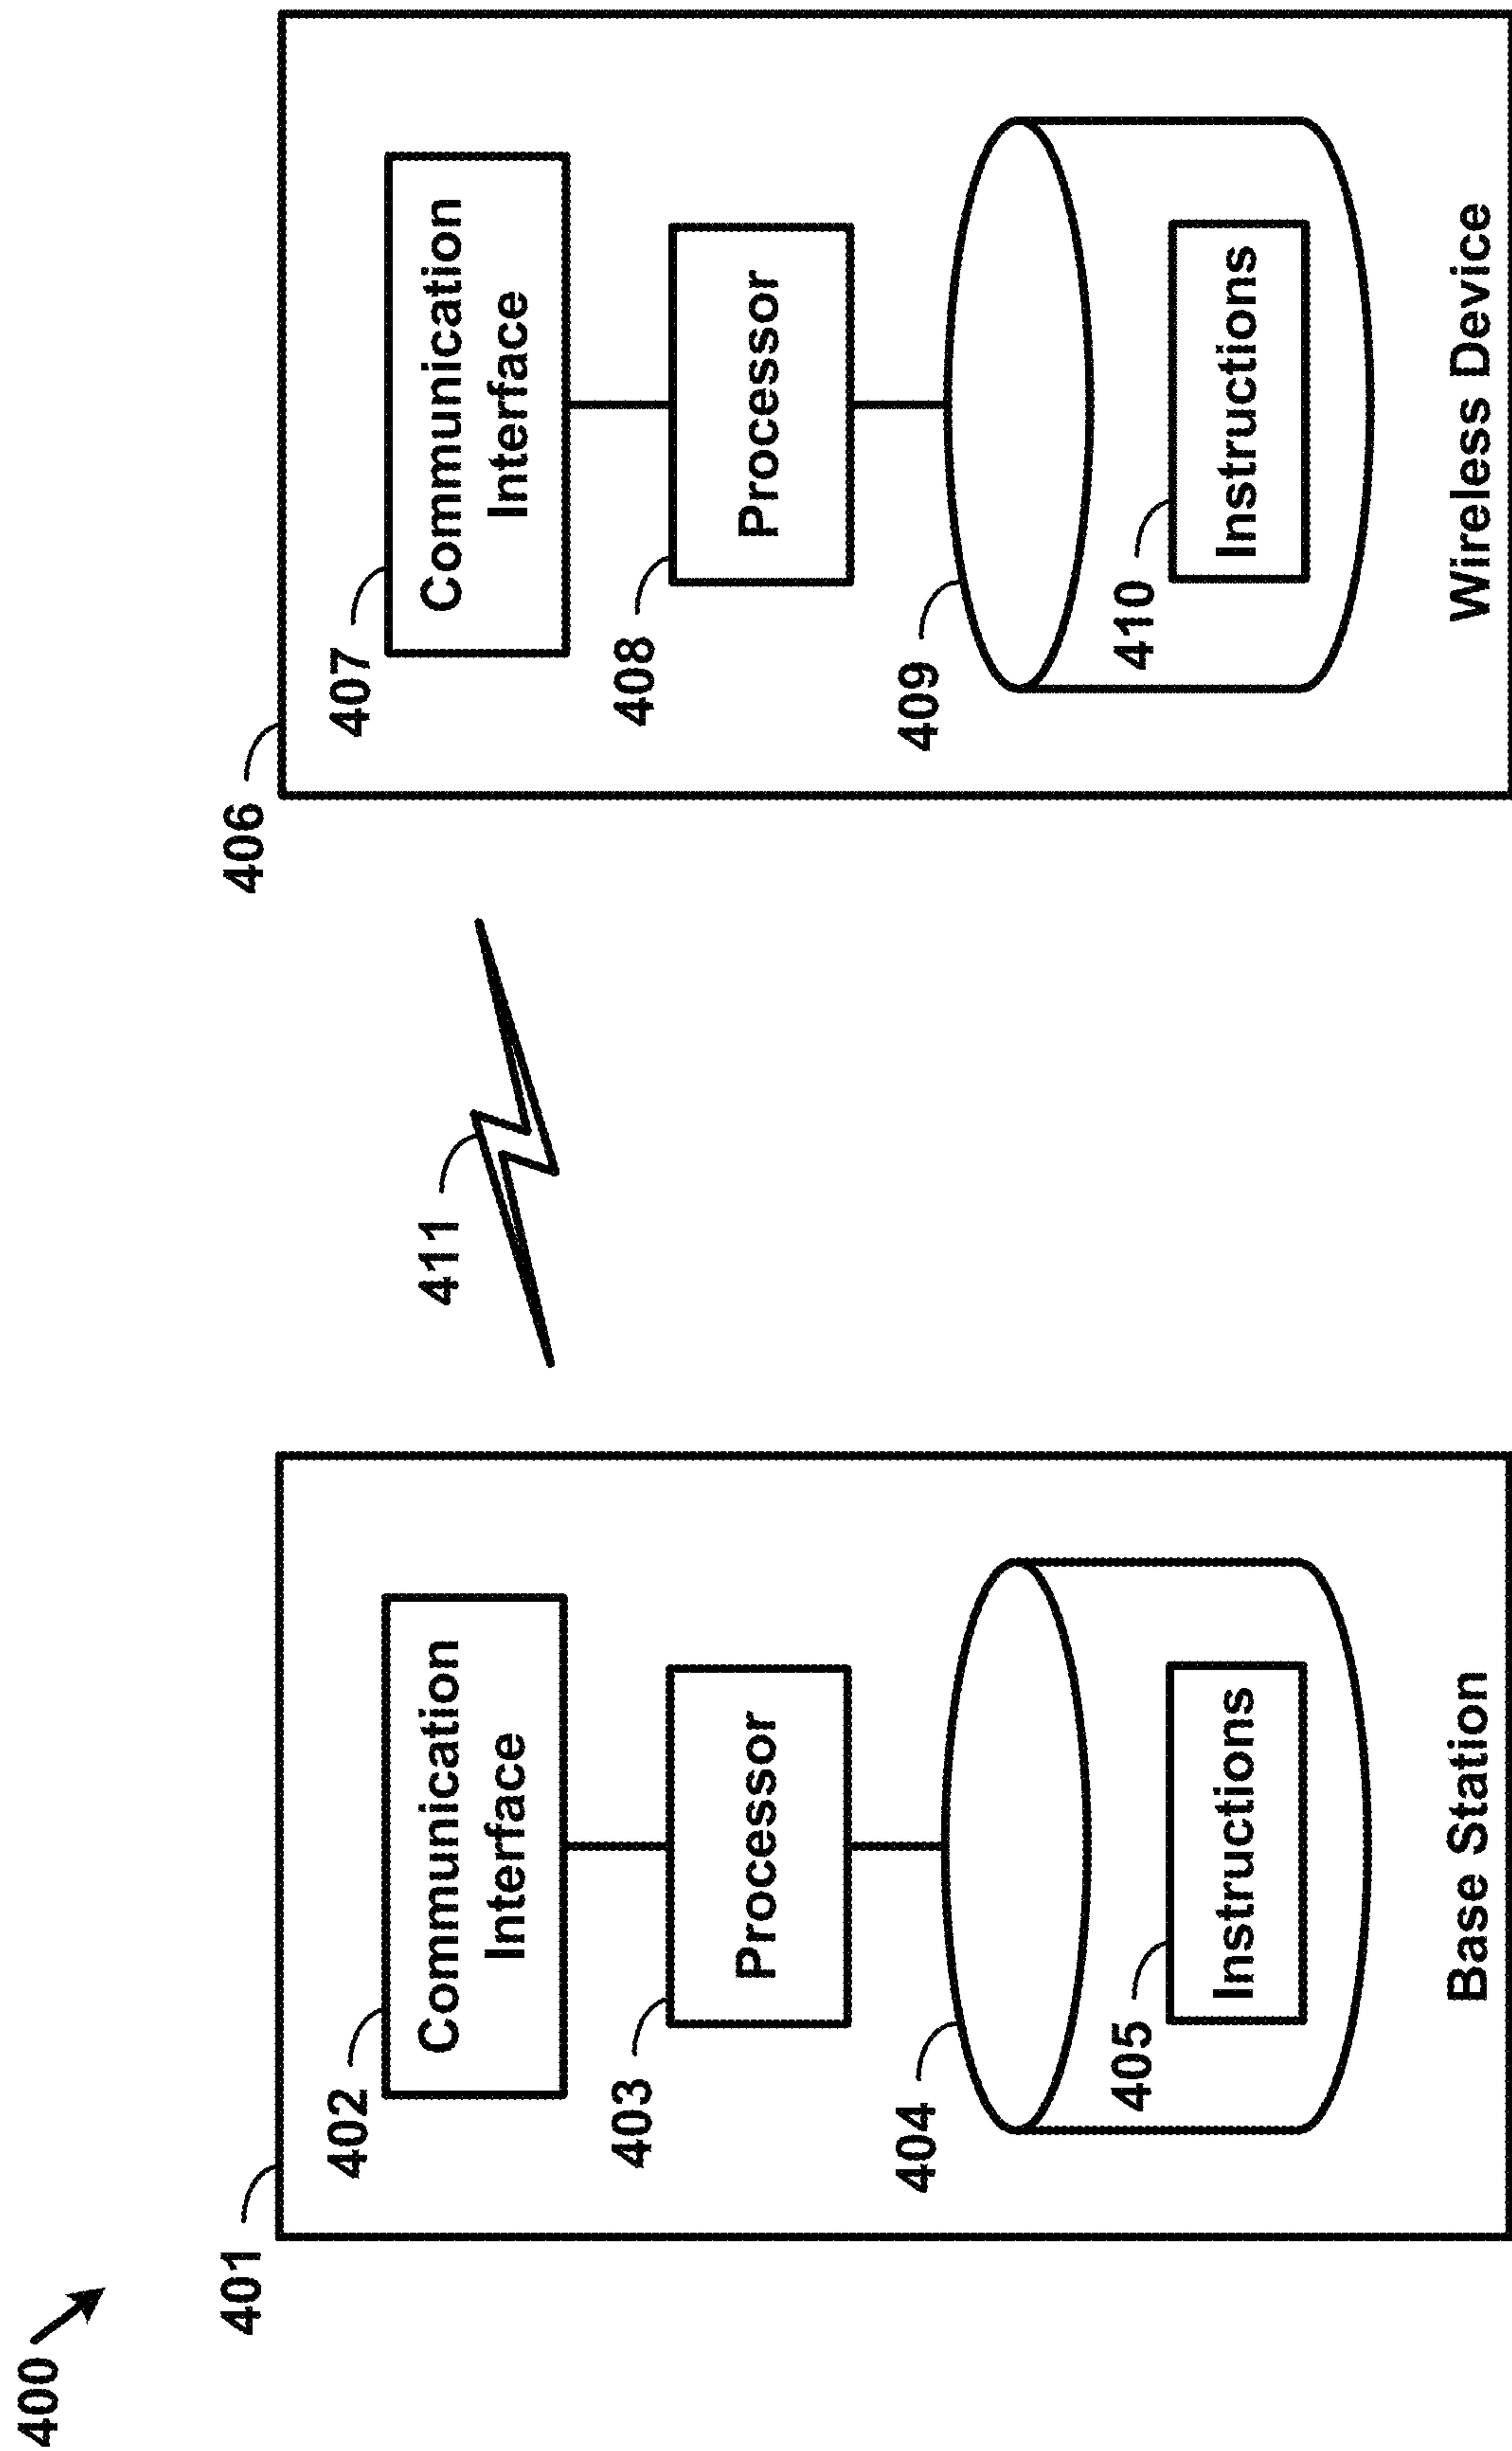 400
401
402
Communication
Interface
403
Processor
404
405
Instructions
Base Station
411
406
407
Communication
Interface
408
Processor
409
410
Instructions
Wireless Device